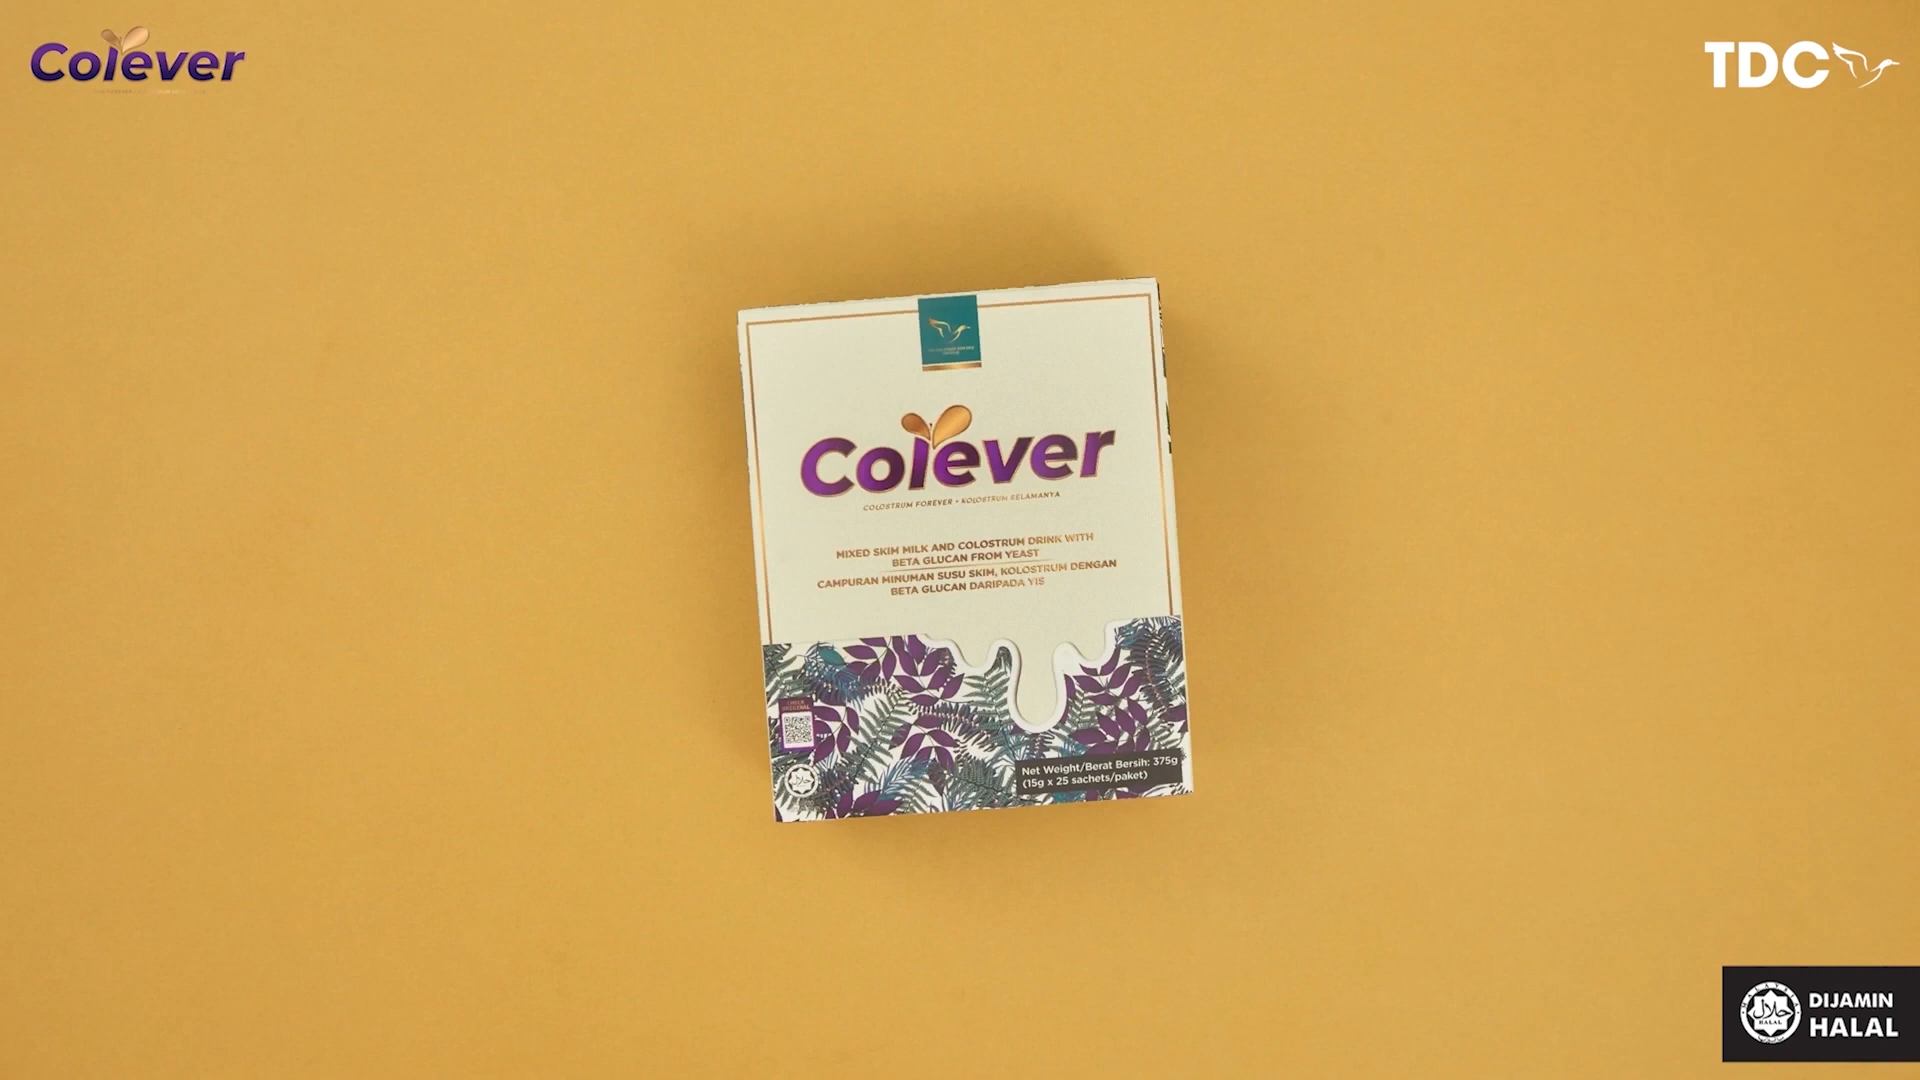 Colever
TDC
Colever
COLOSTRUM FOREVER • KOLOSTRUM SELAMANYA
MIXED SKIM MILK AND COLOSTRUM DRINK WITH
BETA GLUCAN FROM YEAST
CAMPURAN MINUMAN SUSU SKIM, KOLOSTRUM DENGAN
BETA GLUCAN DARIPADA YIS
Net Weight/Berat Bersih: 375g
(15g x 25 sachets/paket)
DIJAMIN
HALAL
حلال
HALAL